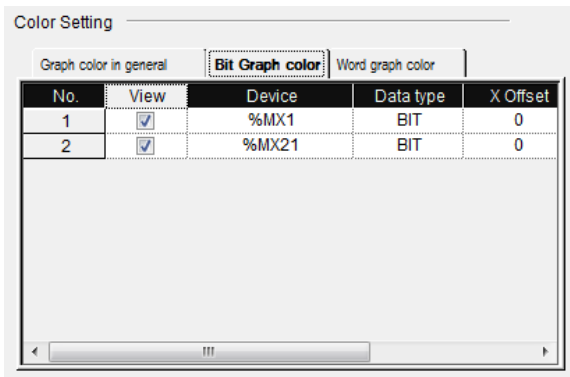 Color Setting
Graph color in general Bit Graph color Word graph color
No. View Device Data type X Offset
1 %MX1 BIT 0
2 %MX21 BIT 0